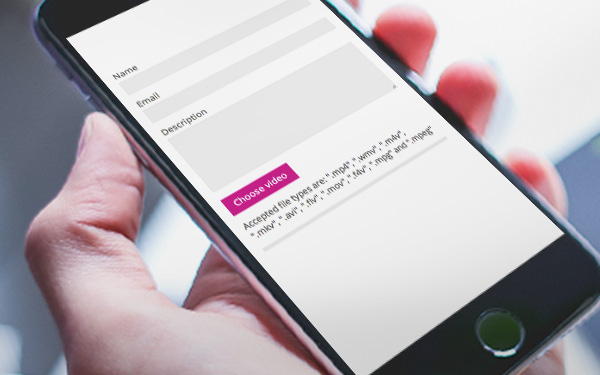 Name
Email
Description
Choose video
Accepted file types are: ".mp4", ".wmv", ".m4v",
".mkv", ".avi", ".flv", ".mov", ".f4v", ".mpg" and ".mpeg"